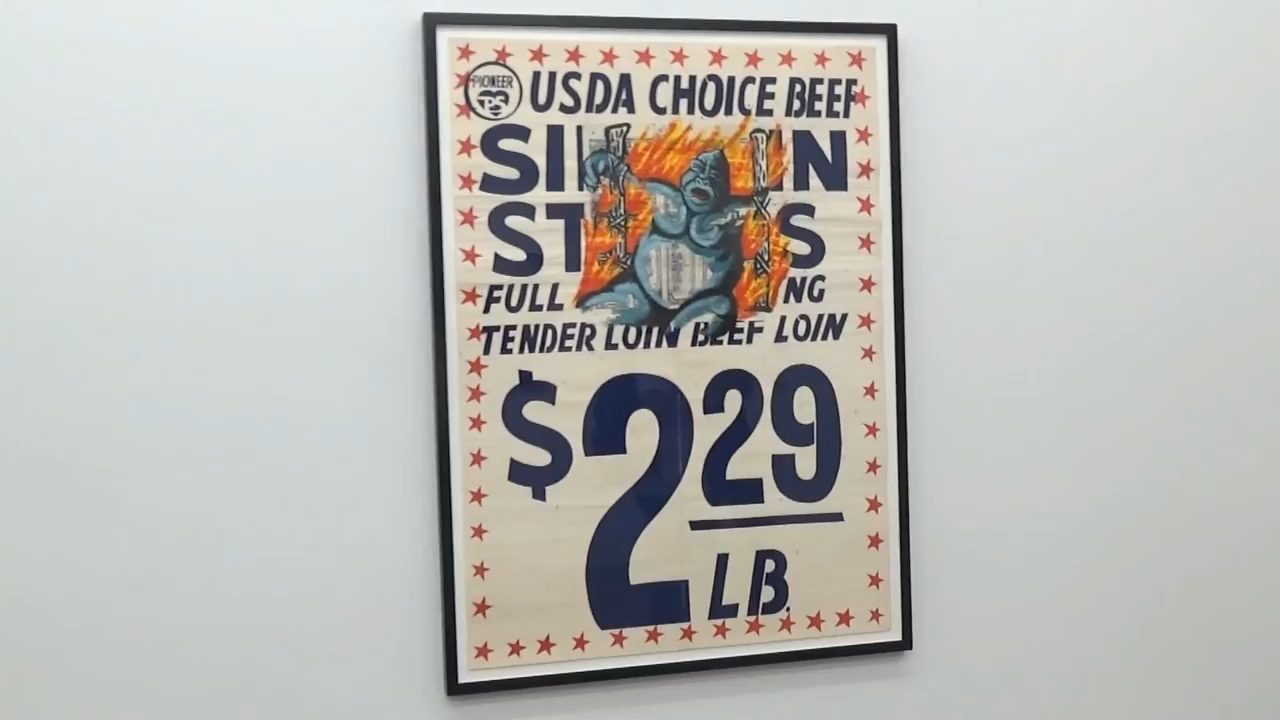 PIONEER
PS
USDA CHOICE BEEF
SI IN
ST S
FULL NG
TENDER LOIN BEEF LOIN
$2 29
LB.